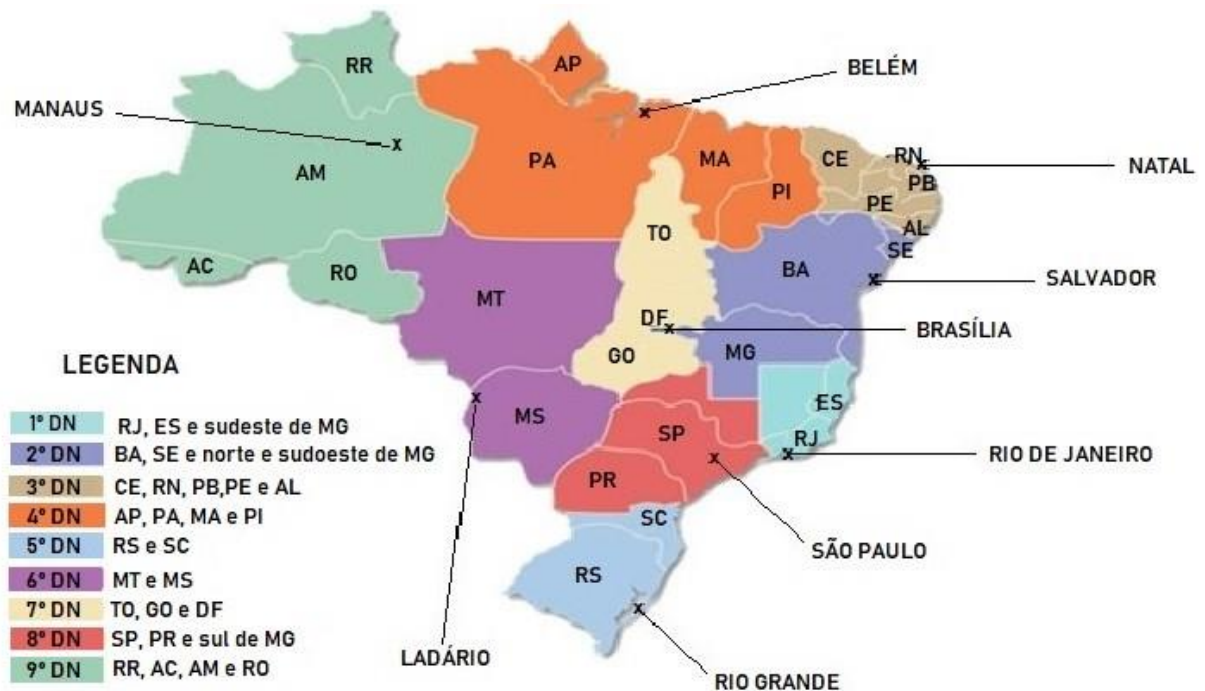 RR
AP
BELÉM
MANAUS
AM
PA
MA
CE
RN
NATAL
PB
PI
PE
TO
AL
SE
AC
RO
BA
SALVADOR
MT
DF
BRASÍLIA
GO
MG
LEGENDA
MS
ES
SP
RJ
RIO DE JANEIRO
PR
SC
SÃO PAULO
RS
LADÁRIO
RIO GRANDE
1º DN RJ, ES e sudeste de MG
2º DN BA, SE e norte e sudoeste de MG
3º DN CE, RN, PB,PE e AL
4º DN AP, PA, MA e PI
5º DN RS e SC
6º DN MT e MS
7º DN TO, GO e DF
8º DN SP, PR e sul de MG
9º DN RR, AC, AM e RO